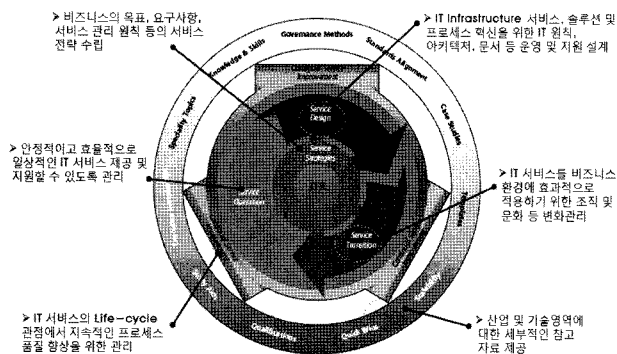 ➢ 비즈니스의 목표, 요구사항,
서비스 관리 원칙 등의 서비스
전략 수립
➢ IT Infrastructure 서비스, 솔루션 및
프로세스 혁신을 위한 IT 원칙,
아키텍처, 문서 등 운영 및 지원 설계
Governance Methods
Knowledge & Skills
Standards Alignment
Specialty Topics
Case Studies
Improvement
Service
Design
Service
Strategies
ITIL
Operation
Service
Transition
Templates
Scalability
Quick Wins
Qualifications
➢ 안정적이고 효율적으로
일상적인 IT 서비스 제공 및
지원할 수 있도록 관리
➢ IT 서비스를 비즈니스
환경에 효과적으로
적용하기 위한 조직 및
문화 등 변화관리
➢ IT 서비스의 Life-cycle
관점에서 지속적인 프로세스
품질 향상을 위한 관리
➢ 산업 및 기술영역에
대한 세부적인 참고
자료 제공